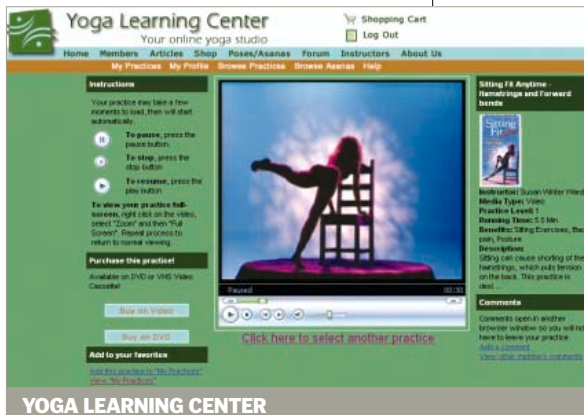 Yoga Learning Center
Your online yoga studio
Shopping Cart
Log Out
Home Members Articles Shop Poses/Asanas Forum Instructors About Us
My Practices My Profile Browse Practices Browse Asanas Help
Instructions
Your practice may take a few
moments to load, then will start
automatically.
To pause, press the
pause button.
To stop, press the
stop button
To resume, press the
play button
To view your practice full-
screen, right click on the video,
select "Zoom" and then "Full
Screen". Repeat process to
return to normal viewing.
Purchase this practice!
Available on DVD or VHS Video
Cassette!
Buy on Video
Buy on DVD
Add to your favorites
Add this practice to "My Practices"
View "My Practices"
Paused 00:30
Click here to select another practice
Sitting Fit Anytime -
Hamstrings and Forward
bends
Sitting
Fit
Instructor: Susan Winter Ward
Media Type: Video
Practice Level: 1
Running Time: 5.5 Min
Benefits: Sitting Exercises, Back
pain, Posture
Description:
Sitting can cause shorting of the
hamstrings, which puts tension
on the back. This practice is
desi ...
Comments
Comments open in another
browser window so you will not
have to leave your practice.
Add a comment
View other member's comments
YOGA LEARNING CENTER